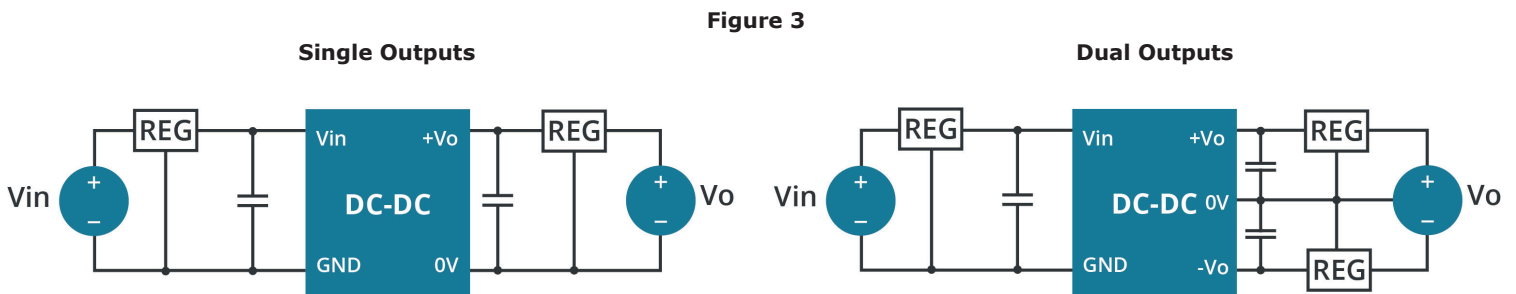 Figure 3
Single Outputs
REG
REG
Vin
+Vo
Vin
+
−
DC-DC
+
−
Vo
GND
0V
Dual Outputs
REG
REG
Vin
+Vo
Vin
+
−
DC-DC
0V
+
−
Vo
GND
-Vo
REG